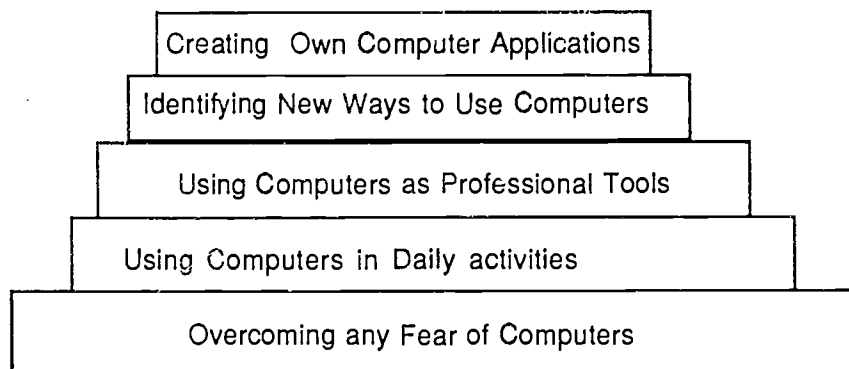 Creating Own Computer Applications
Identifying New Ways to Use Computers
Using Computers as Professional Tools
Using Computers in Daily activities
Overcoming any Fear of Computers